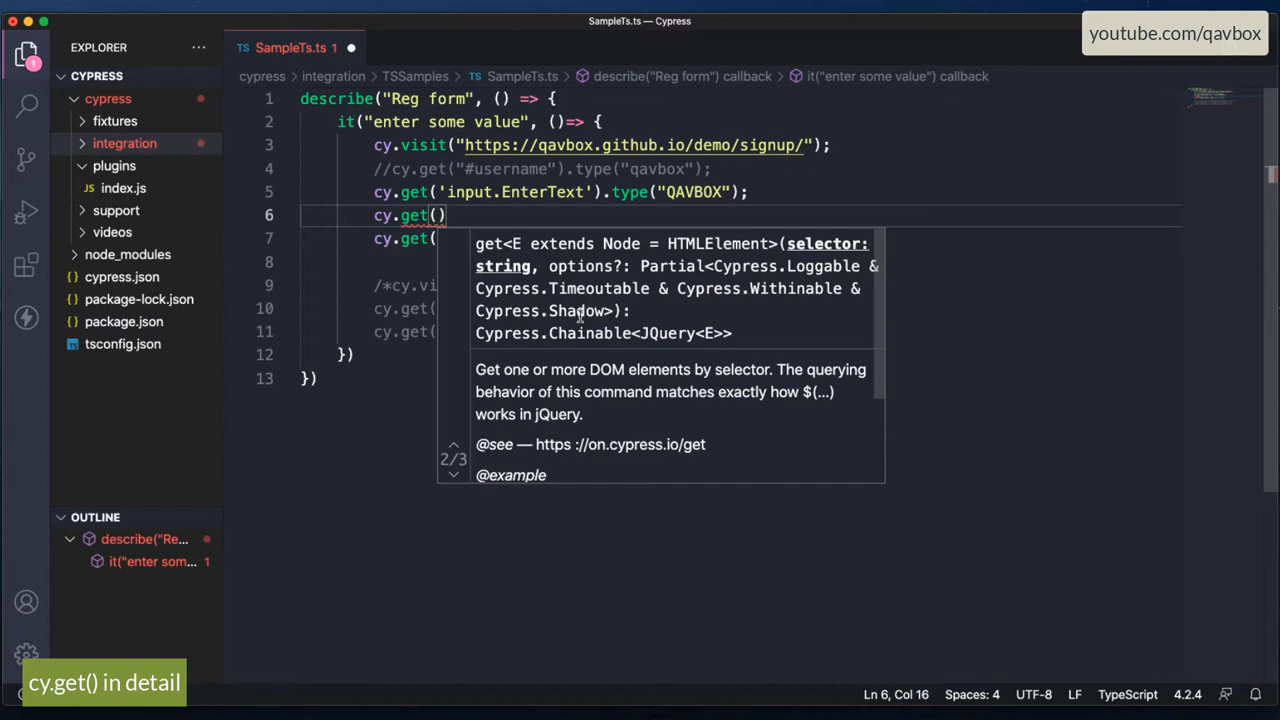 SampleTs.ts — Cypress
youtube.com/qavbox
EXPLORER
TS SampleTs.ts 1
1
CYPRESS
cypress
fixtures
integration
plugins
index.js
support
videos
node_modules
cypress.json
package-lock.json
package.json
tsconfig.json
OUTLINE
describe("Re...
it("enter som... 1
cypress > integration > TSSamples > TS SampleTs.ts > describe("Reg form") callback > it("enter some value") callback
1 describe("Reg form", () => {
2 it("enter some value", ()=> {
3 cy.visit("https://qavbox.github.io/demo/signup/");
4 //cy.get("#username").type("qavbox");
5 cy.get('input.EnterText').type("QAVBOX");
6 cy.get()
7 cy.get(
8
9 /*cy.vi
10 cy.get(
11 cy.get(
12 })
13 })
get<E extends Node = HTMLElement>(selector:
string, options?: Partial<Cypress.Loggable &
Cypress.Timeoutable & Cypress.Withinable &
Cypress.Shadow>):
Cypress.Chainable<JQuery<E>>
Get one or more DOM elements by selector. The querying
behavior of this command matches exactly how $(...)
works in jQuery.
@see — https ://on.cypress.io/get
2/3
@example
cy.get() in detail
Ln 6, Col 16 Spaces: 4 UTF-8 LF TypeScript 4.2.4